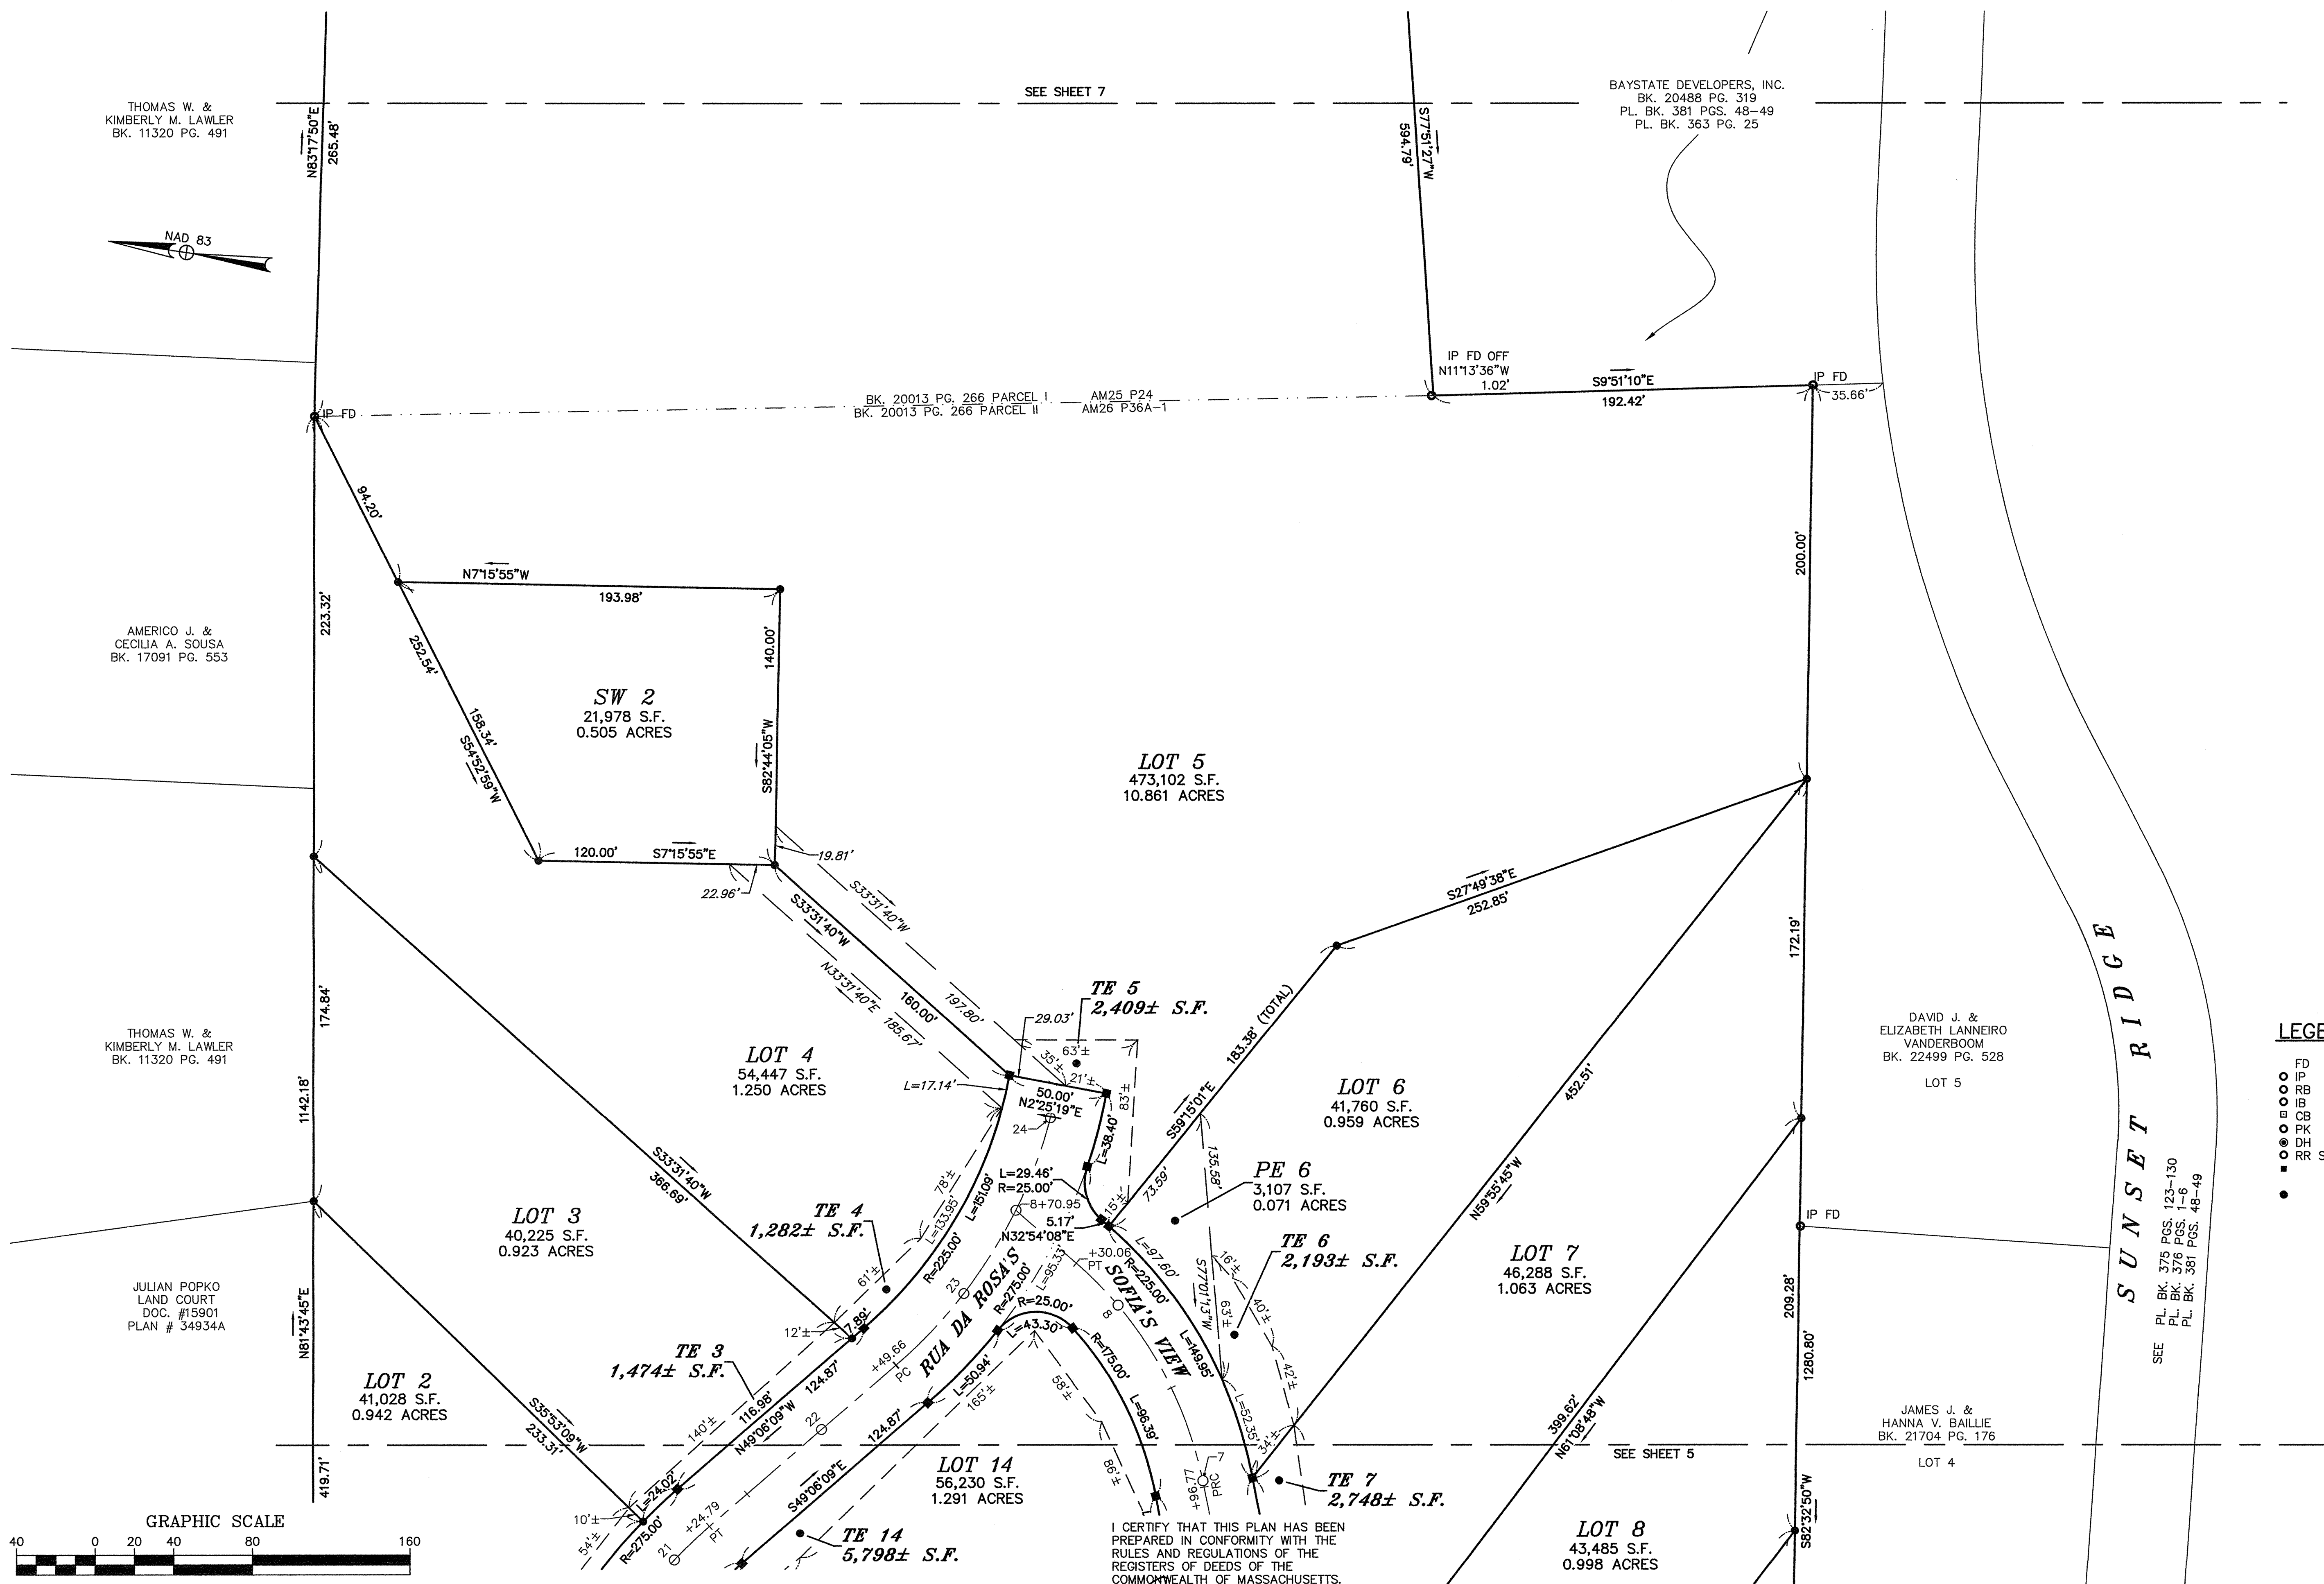 SEE SHEET 7
THOMAS W. &
KIMBERLY M. LAWLER
BK. 11320 PG. 491
N83°17'50"E
265.48'
S77°51'27"W
594.79'
BAYSTATE DEVELOPERS, INC.
BK. 20488 PG. 319
PL. BK. 381 PGS. 48-49
PL. BK. 363 PG. 25
NAD 83
IP FD OFF
N11°13'36"W
1.02'
S9°51'10"E
192.42'
IP FD
35.66'
IP FD
BK. 20013 PG. 266 PARCEL I AM25 P24
BK. 20013 PG. 266 PARCEL II AM26 P36A-1
94.20'
223.32'
N7°15'55"W
193.98'
200.00'
AMERICO J. &
CECILIA A. SOUSA
BK. 17091 PG. 553
252.54'
158.34'
S54°52'59"W
SW 2
21,978 S.F.
0.505 ACRES
140.00'
S82°44'05"W
LOT 5
473,102 S.F.
10.861 ACRES
120.00'
S7°15'55"E
19.81'
22.96'
S33°31'40"W
S33°31'40"W
N33°31'40"E 185.67'
160.00'
197.80'
S27°49'38"E
252.85'
172.19'
SUNSET RIDGE
SEE PL. BK. 375 PGS. 123-130
PL. BK. 376 PGS. 1-6
PL. BK. 381 PGS. 48-49
174.84'
THOMAS W. &
KIMBERLY M. LAWLER
BK. 11320 PG. 491
1142.18'
LOT 4
54,447 S.F.
1.250 ACRES
L=17.14'
TE 5
2,409± S.F.
29.03'
63'±
35'±
21'±
50.00'
N2°25'19"E
24
83'±
L=38.40'
183.38' (TOTAL)
S59°15'01"E
73.59'
LOT 6
41,760 S.F.
0.959 ACRES
452.51'
N59°55'45"W
DAVID J. &
ELIZABETH LANNEIRO
VANDERBOOM
BK. 22499 PG. 528
LOT 5
FD
IP
RB
IB
CB
PK
DH
RR S
S33°31'40"W
366.69'
LOT 3
40,225 S.F.
0.923 ACRES
78'±
L=133.95'
L=151.09'
R=225.00'
TE 4
1,282± S.F.
61'±
L=29.46'
R=25.00'
8+70.95
15'±
5.17'
N32°54'08"E
+30.06
PT
135.58'
PE 6
3,107 S.F.
0.071 ACRES
TE 6
2,193± S.F.
LOT 7
46,288 S.F.
1.063 ACRES
IP FD
209.28'
1280.80'
JULIAN POPKO
LAND COURT
DOC. #15901
PLAN # 34934A
N81°43'45"E
12'±
7.89'
23
RUA DA ROSA'S
L=95.33'
R=275.00'
R=25.00'
L=43.30'
SOFIA'S VIEW
8
L=97.60'
R=225.00'
L=149.95'
S77°01'13"W
63'±
16'±
40'±
42'±
LOT 2
41,028 S.F.
0.942 ACRES
TE 3
1,474± S.F.
124.87'
116.98'
N49°06'09"W
140'±
+49.66
PC
22
L=50.94'
165'±
58'±
R=175.00'
L=96.39'
L=52.35'
34'±
399.62'
N61°08'48"W
S35°53'09"W
233.31'
124.87'
S49°06'09"E
LOT 14
56,230 S.F.
1.291 ACRES
86'±
7
PRC
+96.77
TE 7
2,748± S.F.
SEE SHEET 5
JAMES J. &
HANNA V. BAILLIE
BK. 21704 PG. 176
LOT 4
419.71'
L=24.02'
10'±
54'±
R=275.00'
21
+24.79
PT
TE 14
5,798± S.F.
LOT 8
43,485 S.F.
0.998 ACRES
S82°32'50"W
GRAPHIC SCALE
40 0 20 40 80 160
I CERTIFY THAT THIS PLAN HAS BEEN
PREPARED IN CONFORMITY WITH THE
RULES AND REGULATIONS OF THE
REGISTERS OF DEEDS OF THE
COMMONWEALTH OF MASSACHUSETTS.